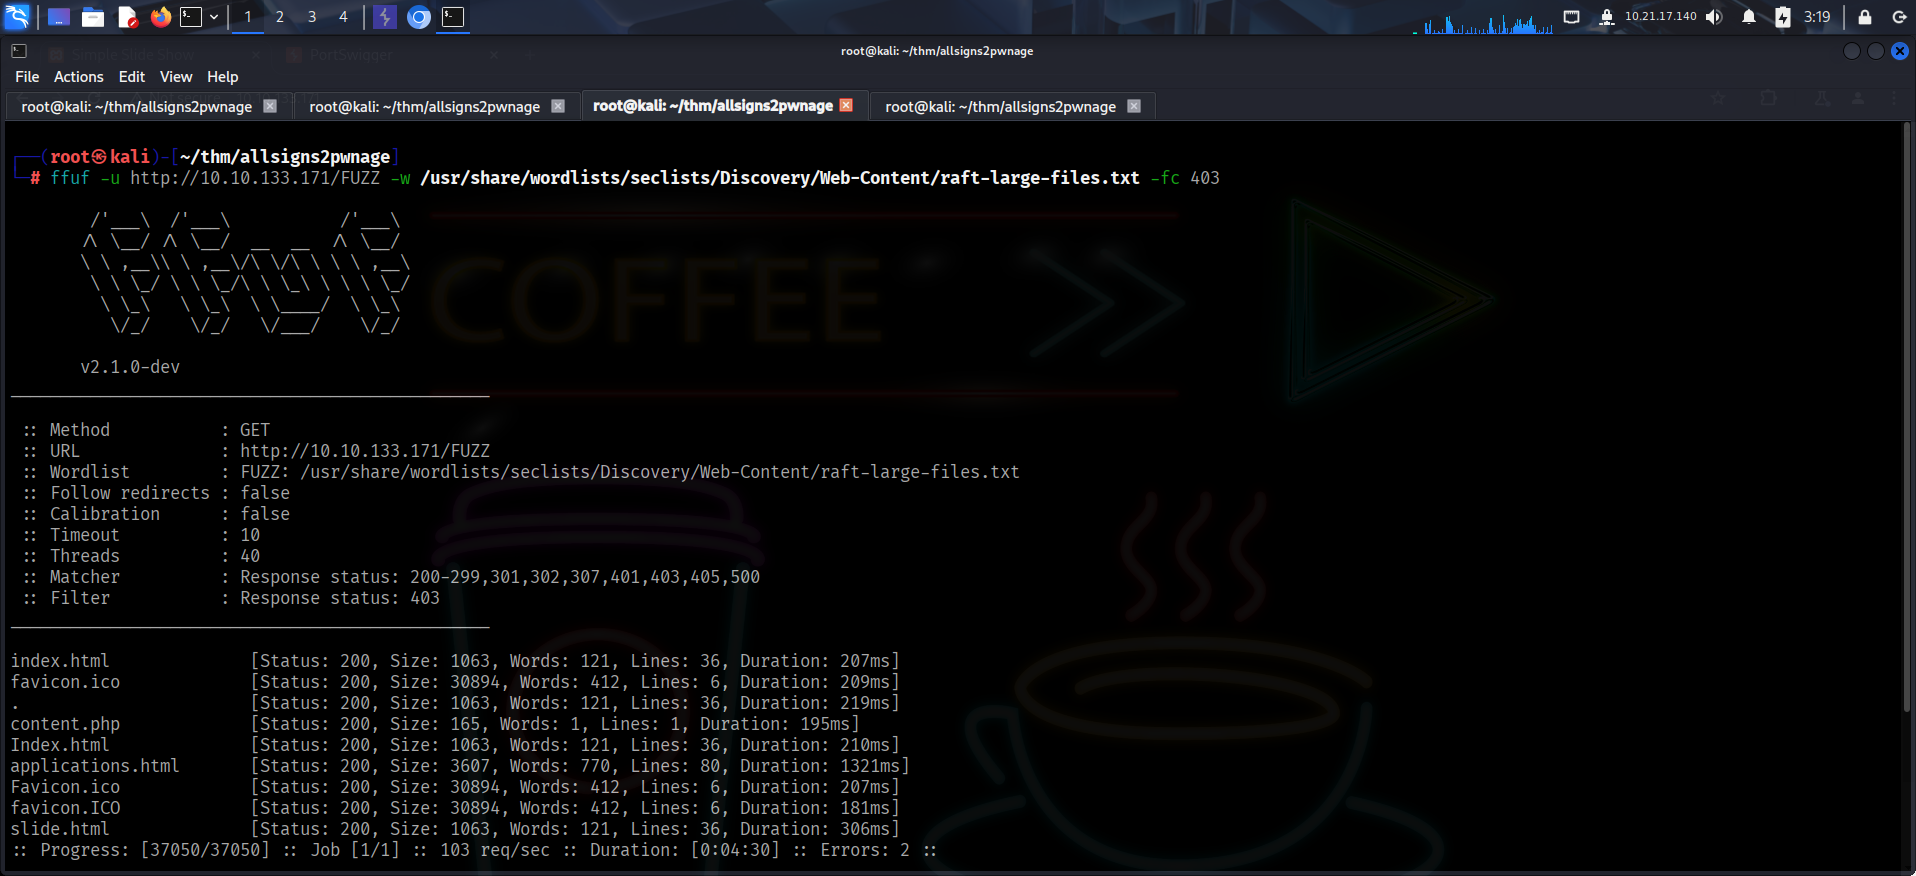 1 2 3 4 10.21.17.140 3:19
root@kali: ~/thm/allsigns2pwnage
File Actions Edit View Help
root@kali: ~/thm/allsigns2pwnage root@kali: ~/thm/allsigns2pwnage root@kali: ~/thm/allsigns2pwnage root@kali: ~/thm/allsigns2pwnage
(root㉿kali)-[~/thm/allsigns2pwnage]
# ffuf -u http://10.10.133.171/FUZZ -w /usr/share/wordlists/seclists/Discovery/Web-Content/raft-large-files.txt -fc 403
COFFEE
v2.1.0-dev
:: Method : GET
:: URL : http://10.10.133.171/FUZZ
:: Wordlist : FUZZ: /usr/share/wordlists/seclists/Discovery/Web-Content/raft-large-files.txt
:: Follow redirects : false
:: Calibration : false
:: Timeout : 10
:: Threads : 40
:: Matcher : Response status: 200-299,301,302,307,401,403,405,500
:: Filter : Response status: 403
index.html [Status: 200, Size: 1063, Words: 121, Lines: 36, Duration: 207ms]
favicon.ico [Status: 200, Size: 30894, Words: 412, Lines: 6, Duration: 209ms]
. [Status: 200, Size: 1063, Words: 121, Lines: 36, Duration: 219ms]
content.php [Status: 200, Size: 165, Words: 1, Lines: 1, Duration: 195ms]
Index.html [Status: 200, Size: 1063, Words: 121, Lines: 36, Duration: 210ms]
applications.html [Status: 200, Size: 3607, Words: 770, Lines: 80, Duration: 1321ms]
Favicon.ico [Status: 200, Size: 30894, Words: 412, Lines: 6, Duration: 207ms]
favicon.ICO [Status: 200, Size: 30894, Words: 412, Lines: 6, Duration: 181ms]
slide.html [Status: 200, Size: 1063, Words: 121, Lines: 36, Duration: 306ms]
:: Progress: [37050/37050] :: Job [1/1] :: 103 req/sec :: Duration: [0:04:30] :: Errors: 2 ::